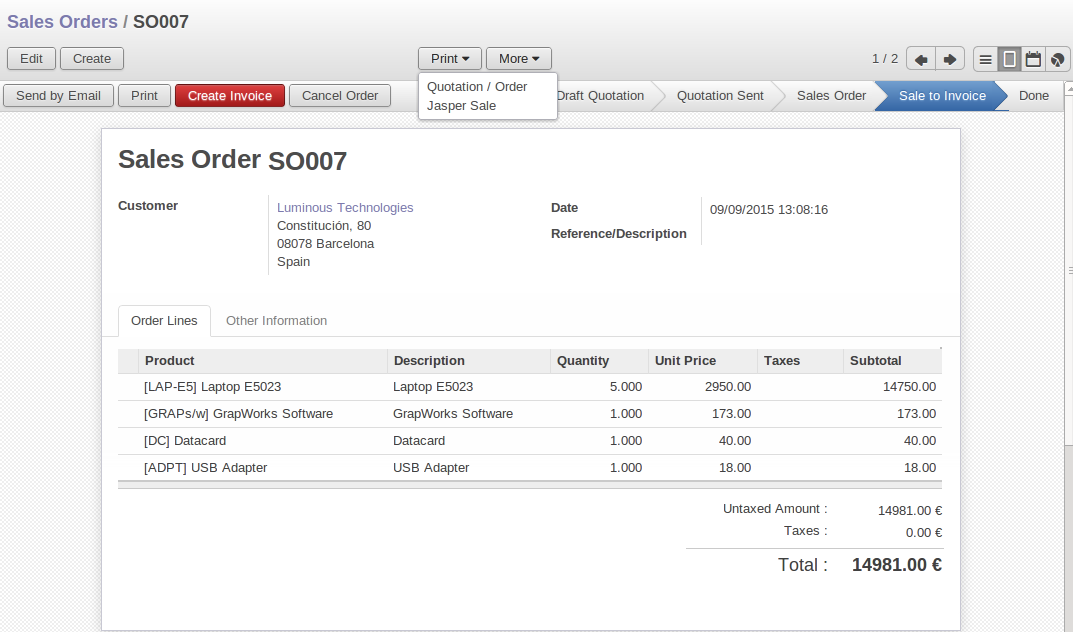 Sales Orders / SO007
Edit Create Print More 1 / 2
Quotation / Order
Jasper Sale
Send by Email Print Create Invoice Cancel Order Draft Quotation Quotation Sent Sales Order Sale to Invoice Done
Sales Order SO007
Customer
Luminous Technologies
Constitución, 80
08078 Barcelona
Spain
Date 09/09/2015 13:08:16
Reference/Description
Order Lines Other Information
Product Description Quantity Unit Price Taxes Subtotal
[LAP-E5] Laptop E5023 Laptop E5023 5.000 2950.00 14750.00
[GRAPs/w] GrapWorks Software GrapWorks Software 1.000 173.00 173.00
[DC] Datacard Datacard 1.000 40.00 40.00
[ADPT] USB Adapter USB Adapter 1.000 18.00 18.00
Untaxed Amount : 14981.00 €
Taxes : 0.00 €
Total : 14981.00 €